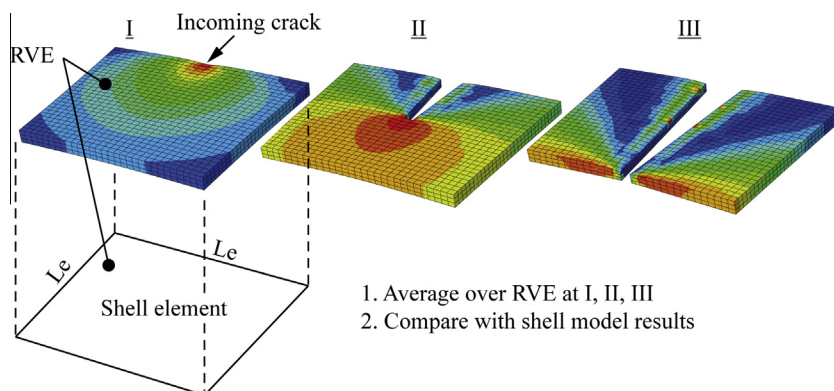 Incoming crack
I
II
III
RVE
Le
Le
Shell element
1. Average over RVE at I, II, III
2. Compare with shell model results